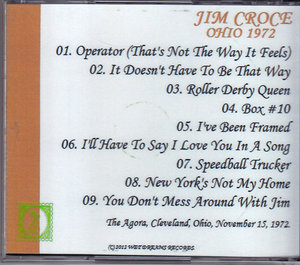 JIM CROCE
OHIO 1972
01. Operator (That's Not The Way It Feels)
02. It Doesn't Have To Be That Way
03. Roller Derby Queen
04. Box #10
05. I've Been Framed
06. I'll Have To Say I Love You In A Song
07. Speedball Trucker
08. New York's Not My Home
09. You Don't Mess Around With Jim
The Agora, Cleveland, Ohio, November 15, 1972.
(C) 2011 WET DREAMS RECORDS